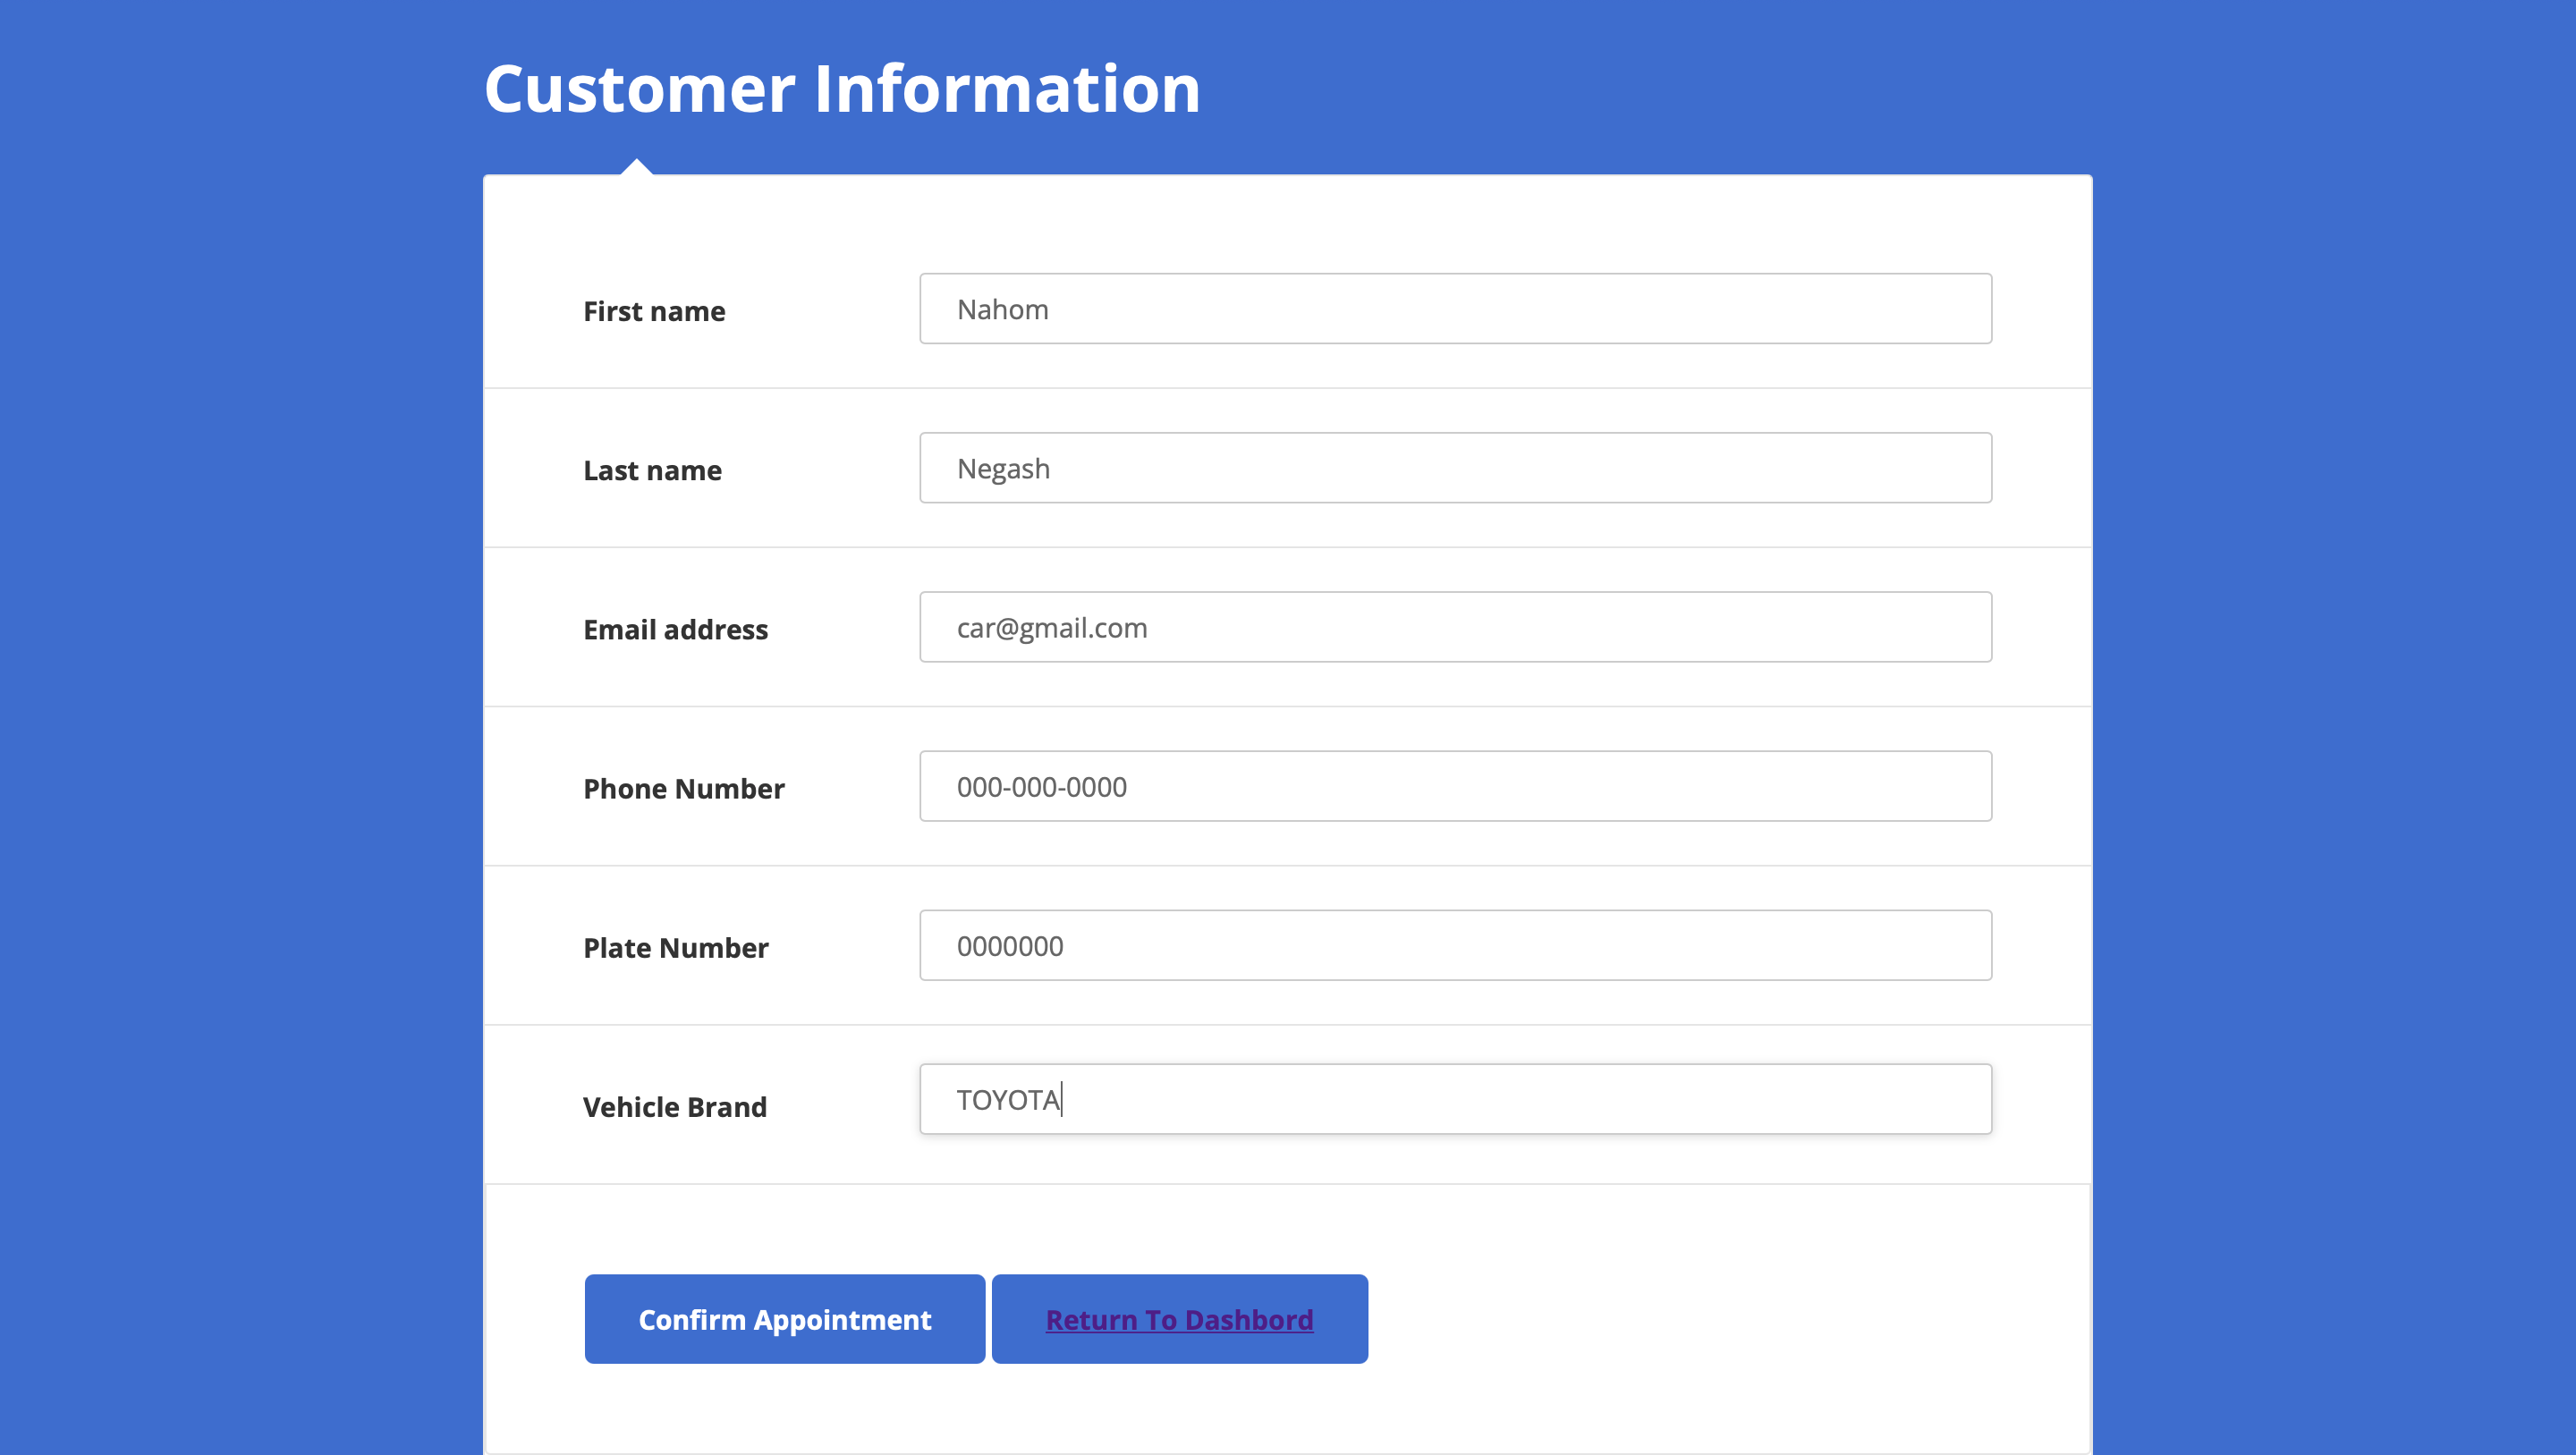 Customer Information
First name
Nahom
Last name
Negash
Email address
car@gmail.com
Phone Number
000-000-0000
Plate Number
0000000
Vehicle Brand
TOYOTA
Confirm Appointment
Return To Dashbord